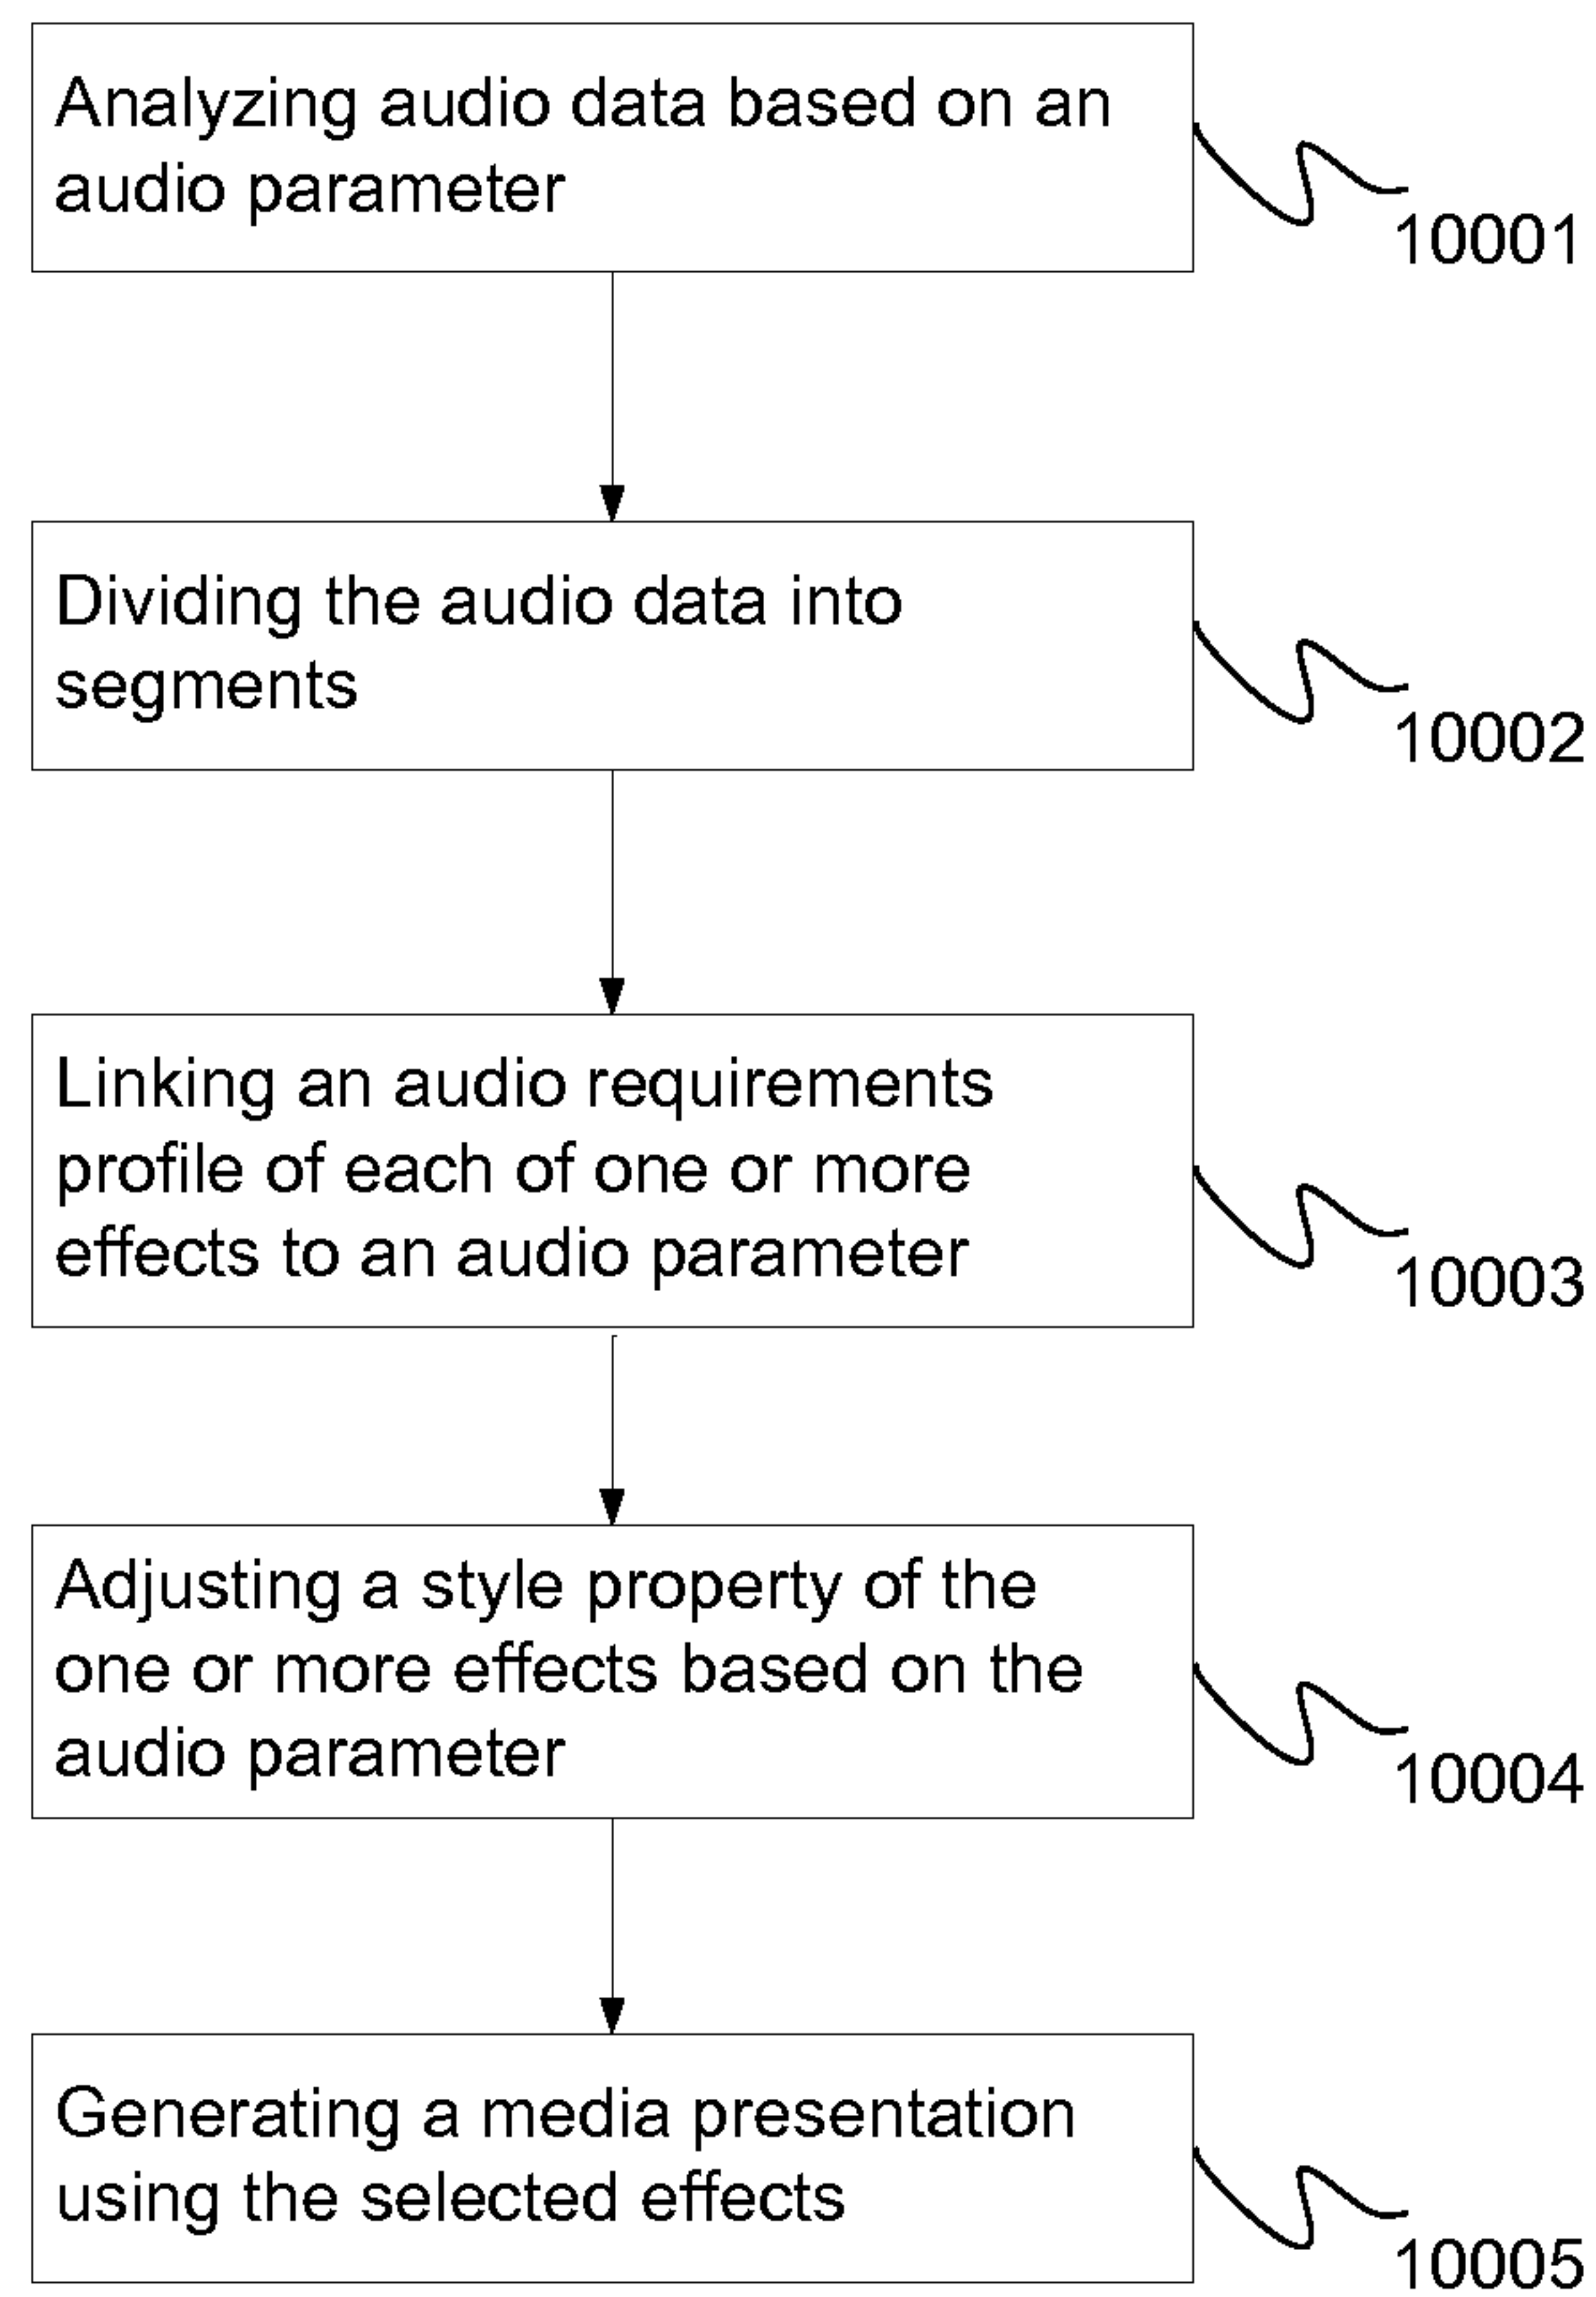 Analyzing audio data based on an
audio parameter
10001
Dividing the audio data into
segments
10002
Linking an audio requirements
profile of each of one or more
effects to an audio parameter
10003
Adjusting a style property of the
one or more effects based on the
audio parameter
10004
Generating a media presentation
using the selected effects
10005